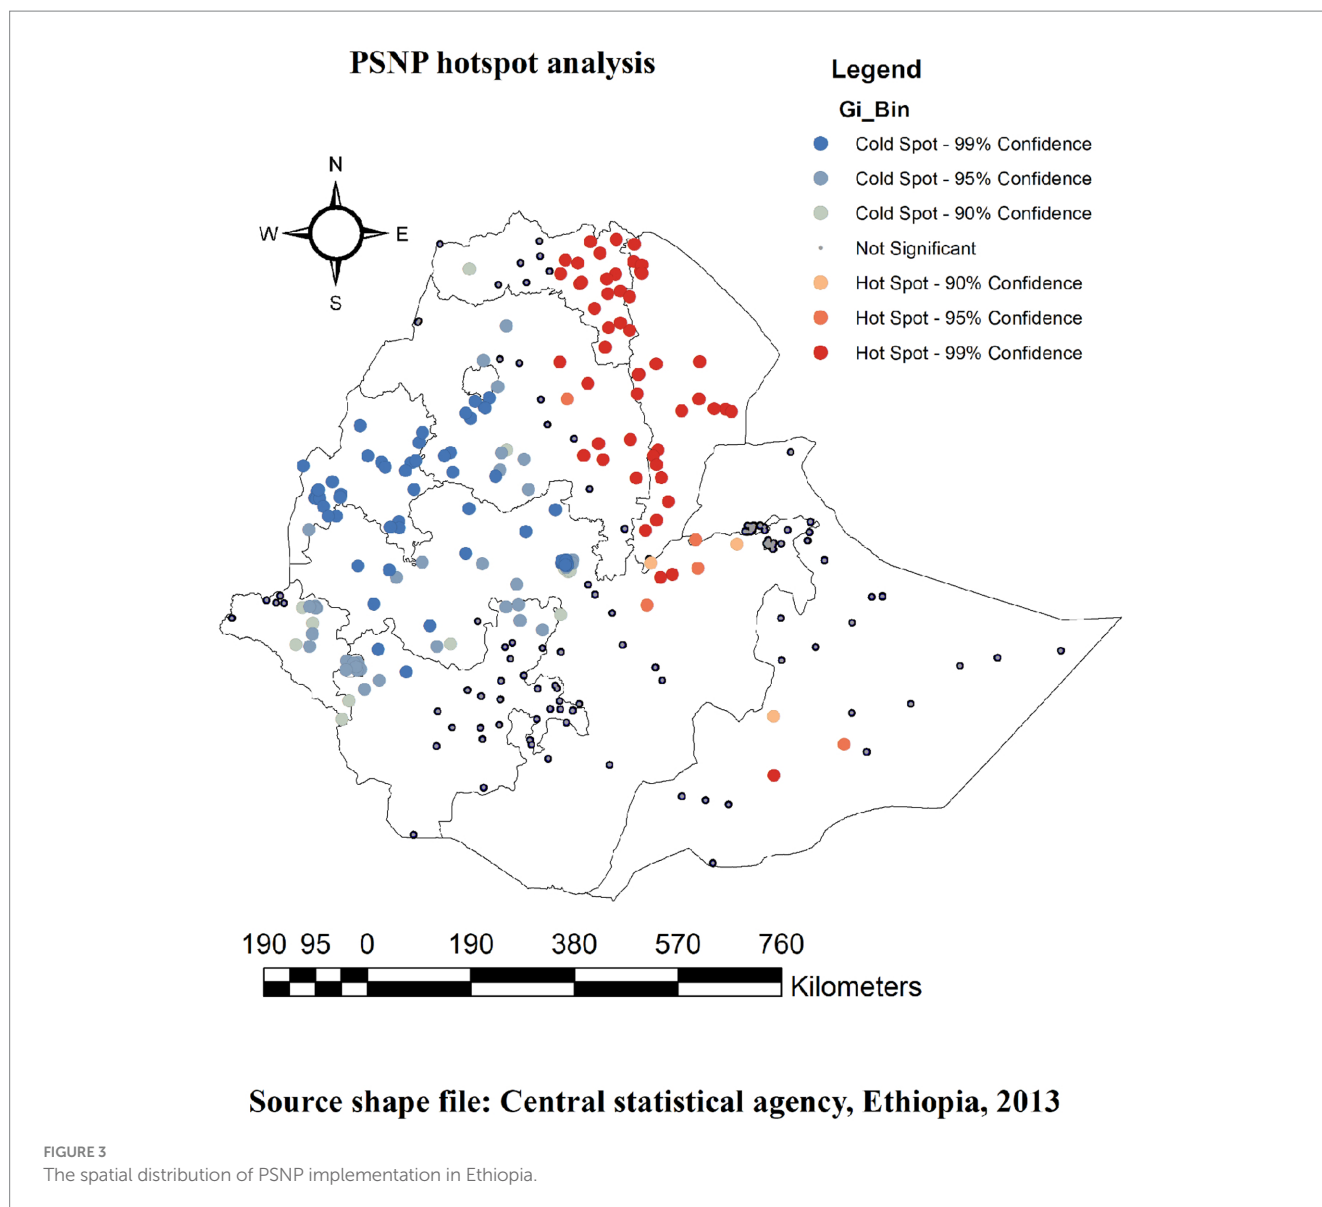 PSNP hotspot analysis
Legend
Gi_Bin
Cold Spot - 99% Confidence
Cold Spot - 95% Confidence
Cold Spot - 90% Confidence
Not Significant
Hot Spot - 90% Confidence
Hot Spot - 95% Confidence
Hot Spot - 99% Confidence
N
W E
S
190 95 0 190 380 570 760
Kilometers
Source shape file: Central statistical agency, Ethiopia, 2013
FIGURE 3
The spatial distribution of PSNP implementation in Ethiopia.